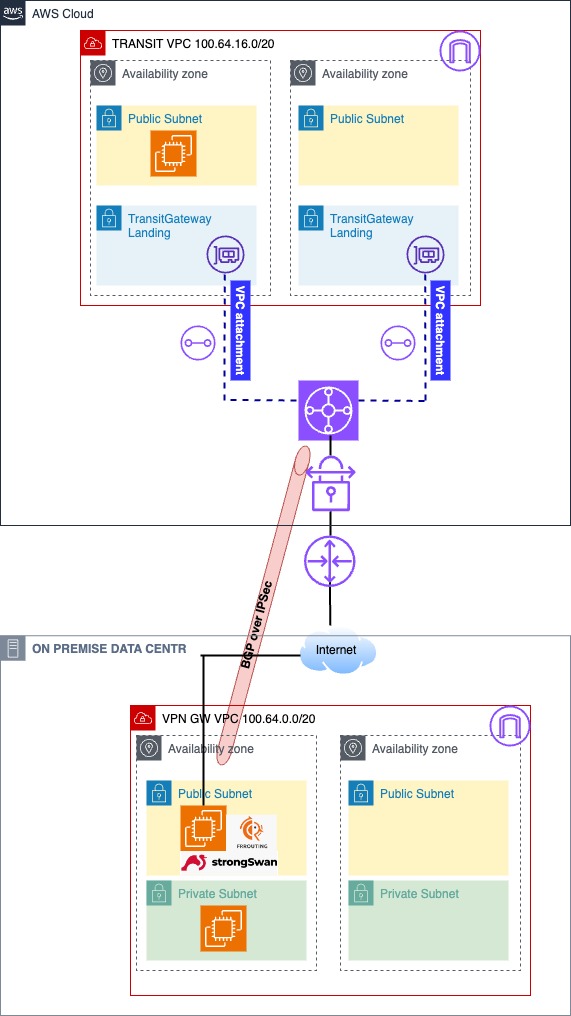 aws
AWS Cloud
TRANSIT VPC 100.64.16.0/20
Availability zone
Availability zone
Public Subnet
Public Subnet
TransitGateway
Landing
TransitGateway
Landing
VPC attachment
VPC attachment
BGP over IPSec
Internet
ON PREMISE DATA CENTR
VPN GW VPC 100.64.0.0/20
Availability zone
Availability zone
Public Subnet
Public Subnet
FRROUTING
strongSwan
Private Subnet
Private Subnet